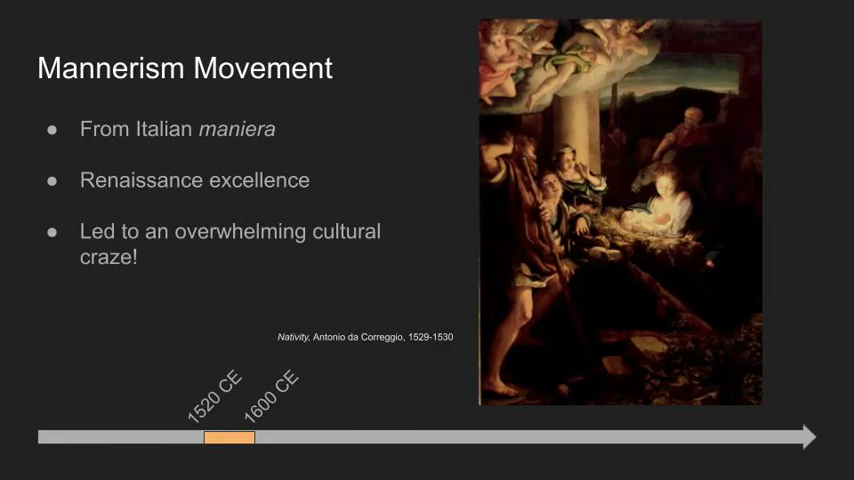 Mannerism Movement
● From Italian maniera
● Renaissance excellence
● Led to an overwhelming cultural
craze!
Nativity, Antonio da Correggio, 1529-1530
1520 CE
1600 CE